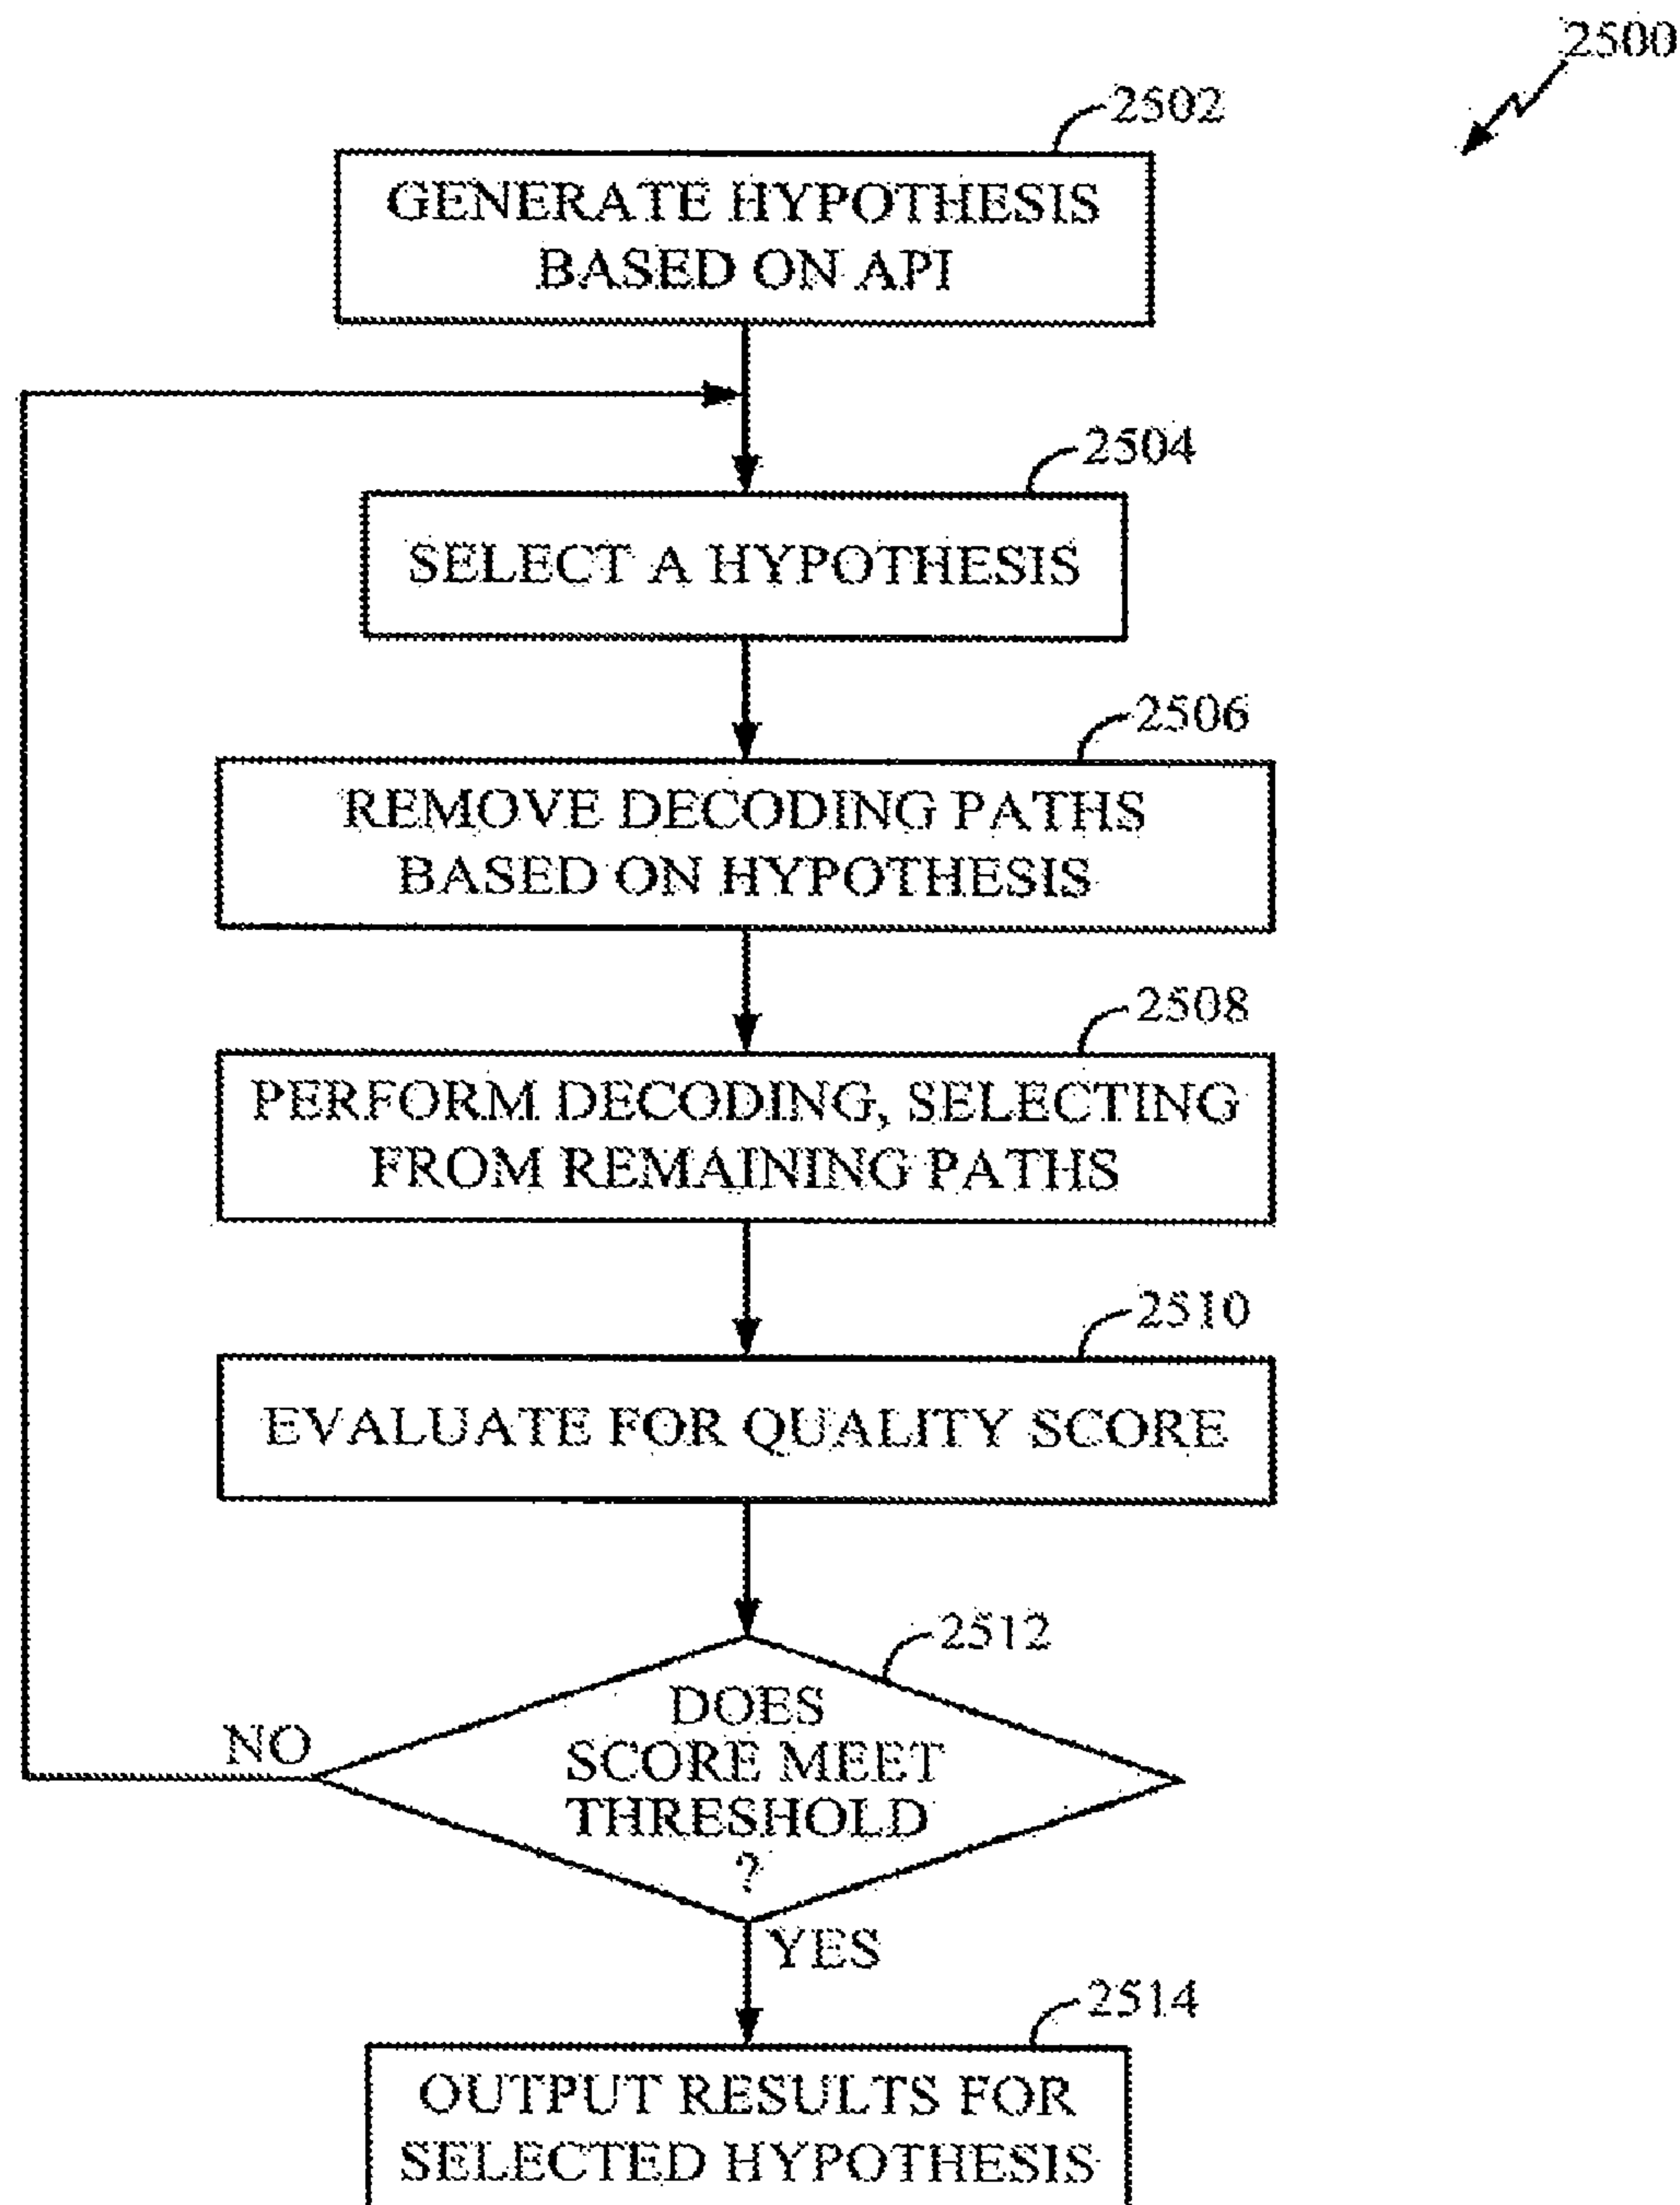 2500
2502
GENERATE HYPOTHESIS
BASED ON API
2504
SELECT A HYPOTHESIS
2506
REMOVE DECODING PATHS
BASED ON HYPOTHESIS
2508
PERFORM DECODING, SELECTING
FROM REMAINING PATHS
2510
EVALUATE FOR QUALITY SCORE
2512
DOES
SCORE MEET
THRESHOLD
?
NO
YES
2514
OUTPUT RESULTS FOR
SELECTED HYPOTHESIS